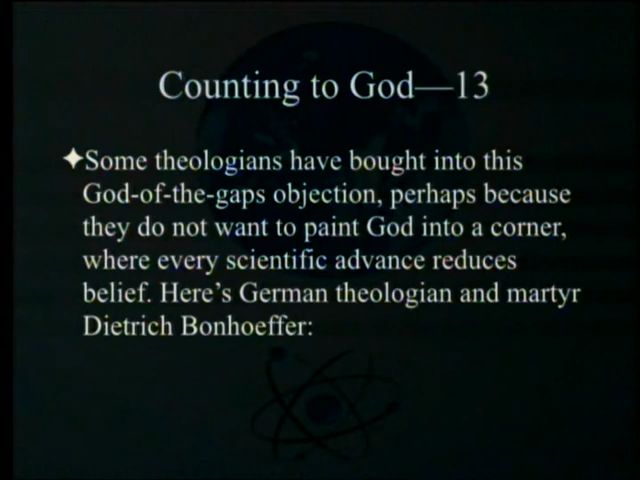 Counting to God—13
✦Some theologians have bought into this
God-of-the-gaps objection, perhaps because
they do not want to paint God into a corner,
where every scientific advance reduces
belief. Here’s German theologian and martyr
Dietrich Bonhoeffer: